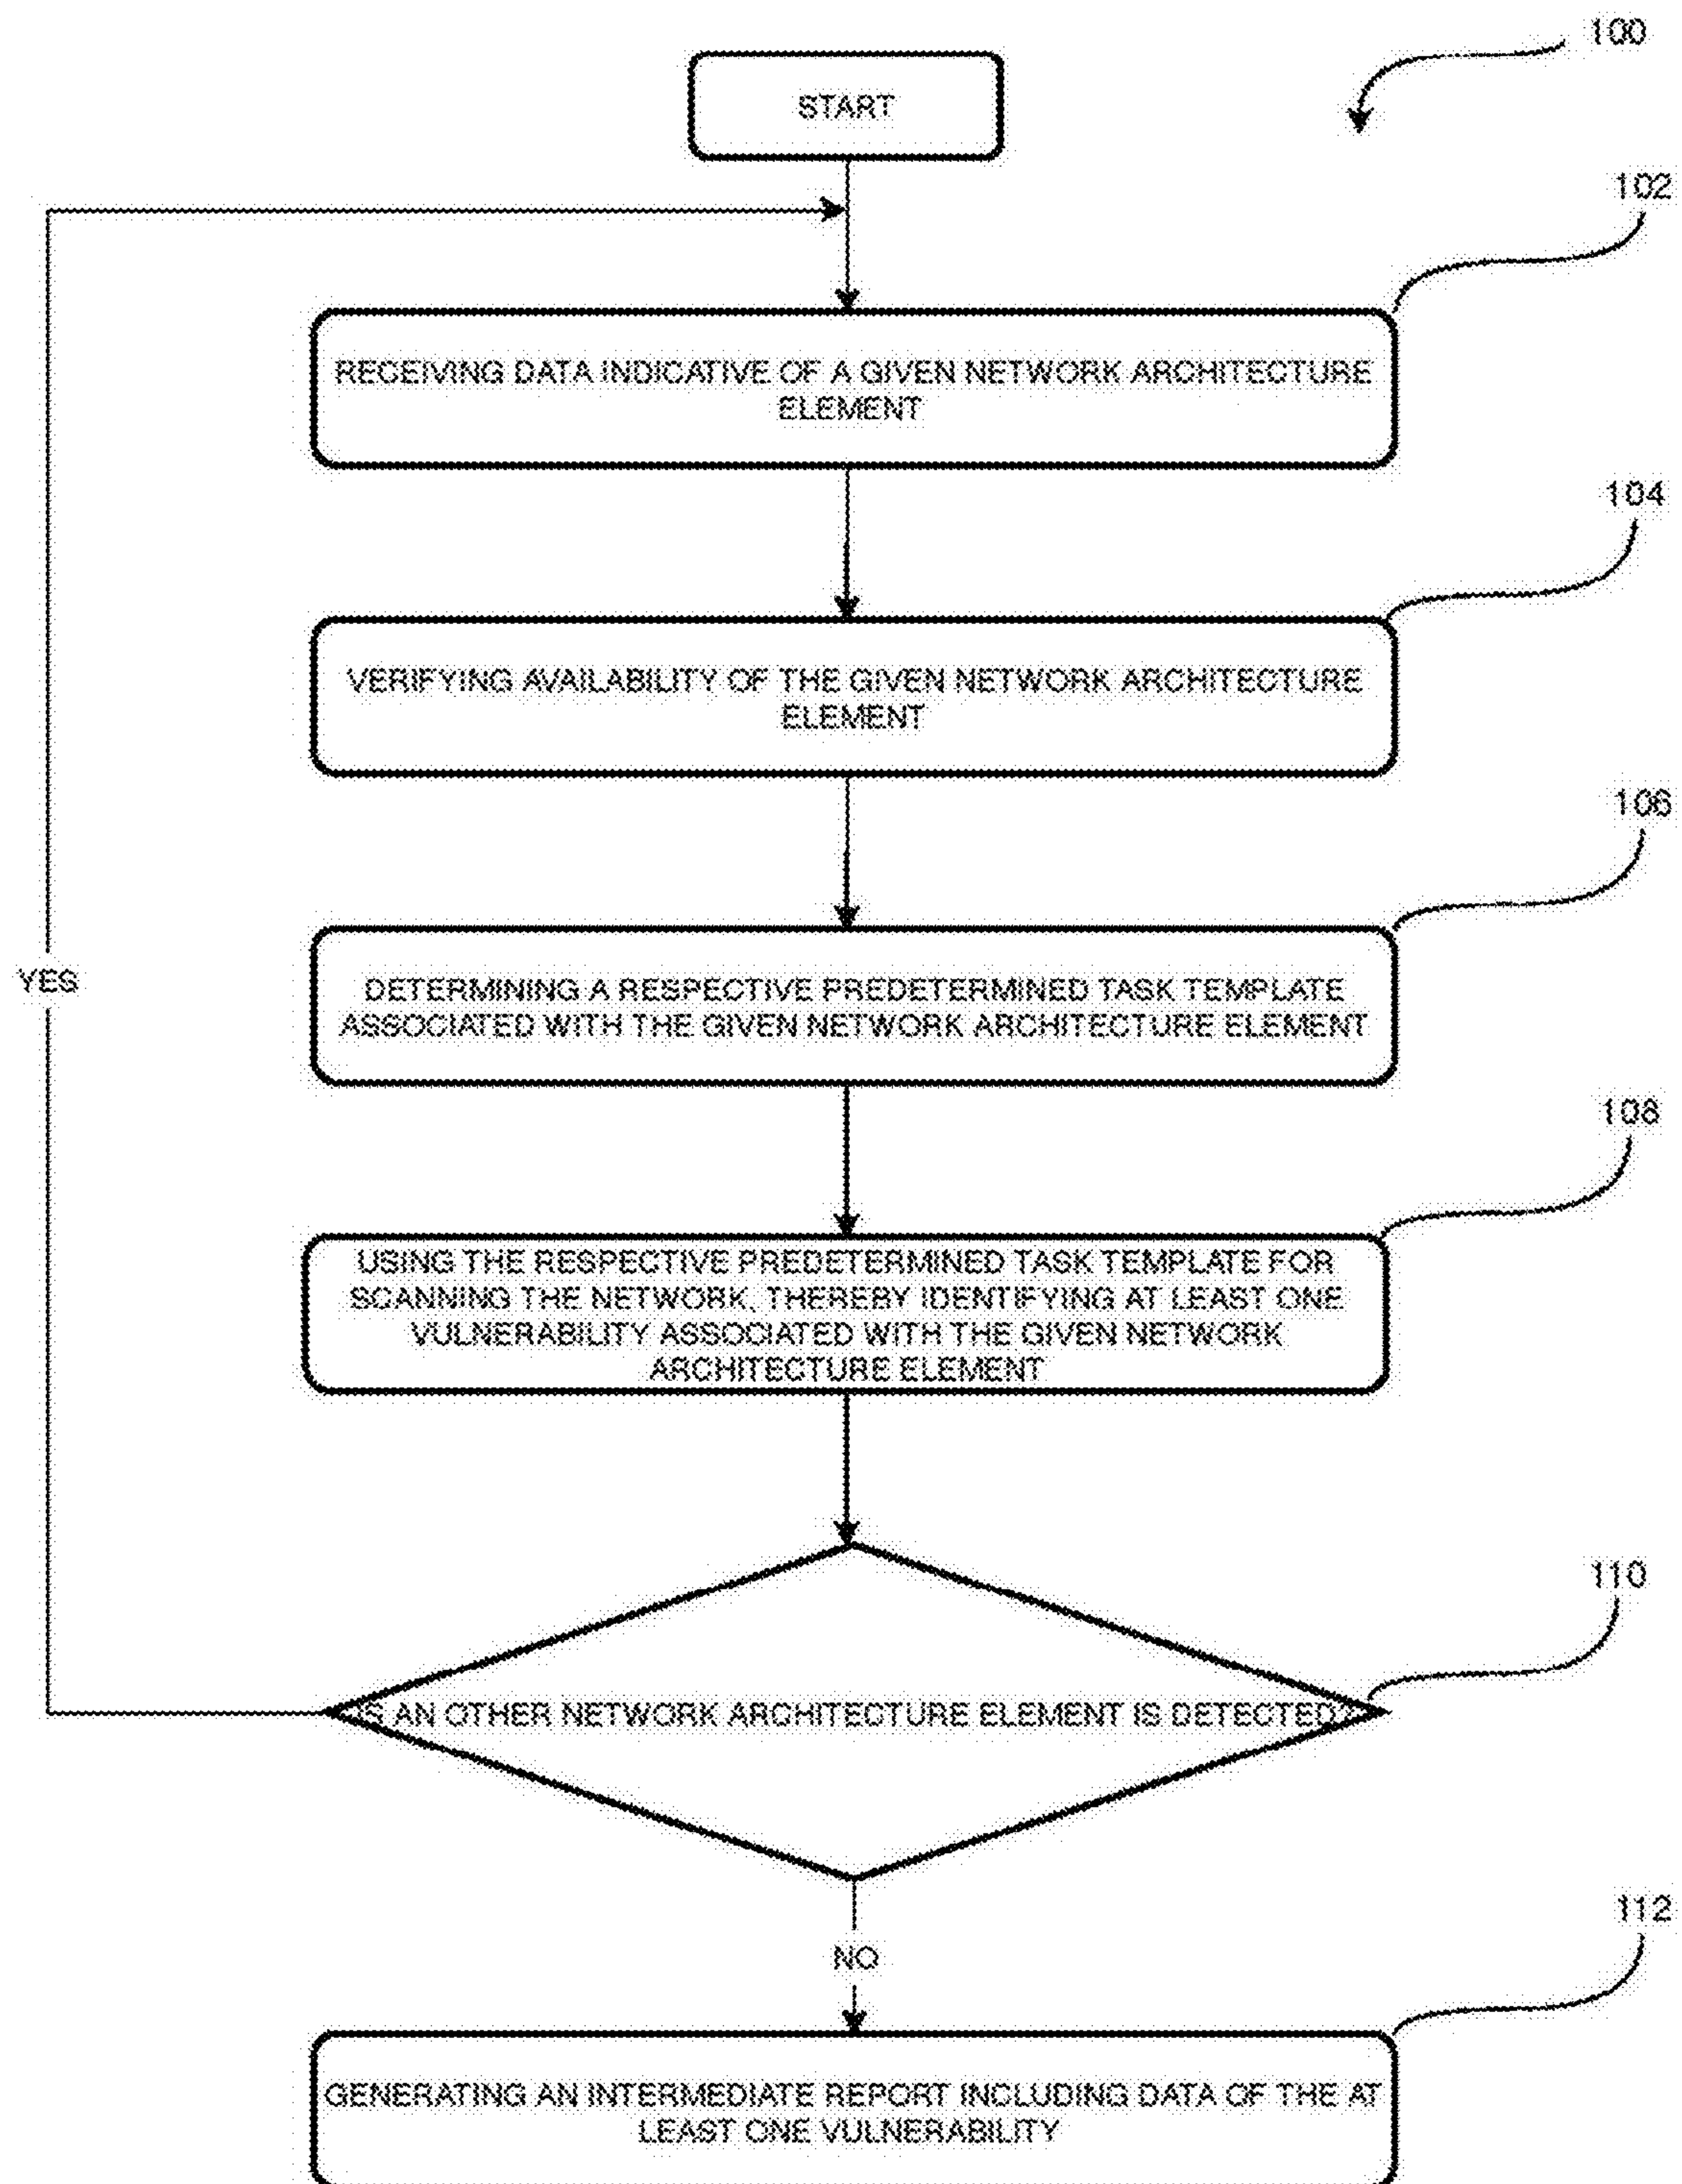 100
START
102
RECEIVING DATA INDICATIVE OF A GIVEN NETWORK ARCHITECTURE
ELEMENT
104
VERIFYING AVAILABILITY OF THE GIVEN NETWORK ARCHITECTURE
ELEMENT
106
YES
DETERMINING A RESPECTIVE PREDETERMINED TASK TEMPLATE
ASSOCIATED WITH THE GIVEN NETWORK ARCHITECTURE ELEMENT
108
USING THE RESPECTIVE PREDETERMINED TASK TEMPLATE FOR
SCANNING THE NETWORK, THEREBY IDENTIFYING AT LEAST ONE
VULNERABILITY ASSOCIATED WITH THE GIVEN NETWORK
ARCHITECTURE ELEMENT
110
IS AN OTHER NETWORK ARCHITECTURE ELEMENT IS DETECTED?
112
NO
GENERATING AN INTERMEDIATE REPORT INCLUDING DATA OF THE AT
LEAST ONE VULNERABILITY